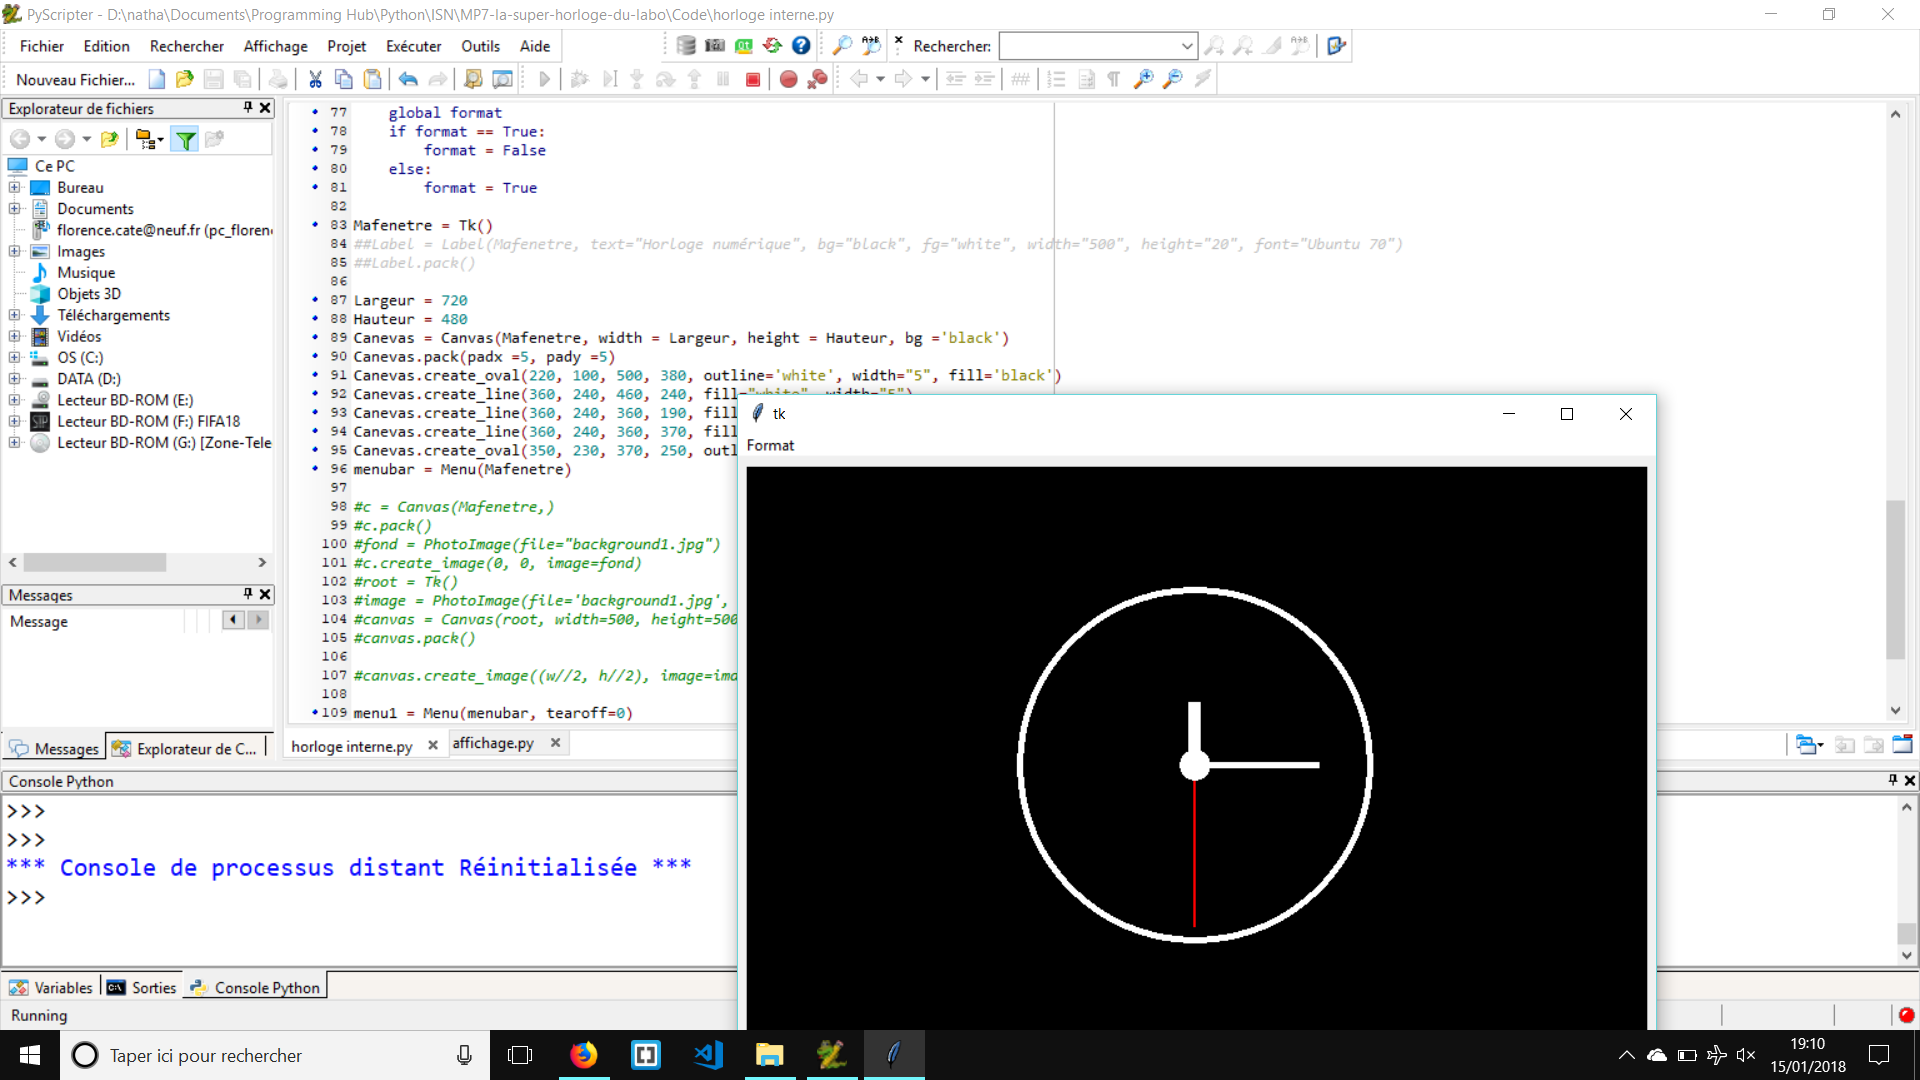 PyScripter - D:\natha\Documents\Programming Hub\Python\ISN\MP7-la-super-horloge-du-labo\Code\horloge interne.py
Fichier Edition Rechercher Affichage Projet Exécuter Outils Aide
Rechercher:
Nouveau Fichier...
Explorateur de fichiers
Ce PC
Bureau
Documents
florence.cate@neuf.fr (pc_floren
Images
Musique
Objets 3D
Téléchargements
Vidéos
OS (C:)
DATA (D:)
Lecteur BD-ROM (E:)
Lecteur BD-ROM (F:) FIFA18
Lecteur BD-ROM (G:) [Zone-Tele
Messages
Message
Messages Explorateur de C...
77 global format
78 if format == True:
79 format = False
80 else:
81 format = True
82
83 Mafenetre = Tk()
84 ##Label = Label(Mafenetre, text="Horloge numérique", bg="black", fg="white", width="500", height="20", font="Ubuntu 70")
85 ##Label.pack()
86
87 Largeur = 720
88 Hauteur = 480
89 Canevas = Canvas(Mafenetre, width = Largeur, height = Hauteur, bg ='black')
90 Canevas.pack(padx =5, pady =5)
91 Canevas.create_oval(220, 100, 500, 380, outline='white', width="5", fill='black')
92 Canevas.create_line(360, 240, 460, 240, fill="white", width="5")
93 Canevas.create_line(360, 240, 360, 190, fill
94 Canevas.create_line(360, 240, 360, 370, fill
95 Canevas.create_oval(350, 230, 370, 250, outl
96 menubar = Menu(Mafenetre)
97
98 #c = Canvas(Mafenetre,)
99 #c.pack()
100 #fond = PhotoImage(file="background1.jpg")
101 #c.create_image(0, 0, image=fond)
102 #root = Tk()
103 #image = PhotoImage(file='background1.jpg',
104 #canvas = Canvas(root, width=500, height=500
105 #canvas.pack()
106
107 #canvas.create_image((w//2, h//2), image=ima
108
109 menu1 = Menu(menubar, tearoff=0)
horloge interne.py affichage.py
tk
Format
Console Python
>>>
>>>
*** Console de processus distant Réinitialisée ***
>>>
Variables Sorties Console Python
Running
Taper ici pour rechercher
19:10
15/01/2018